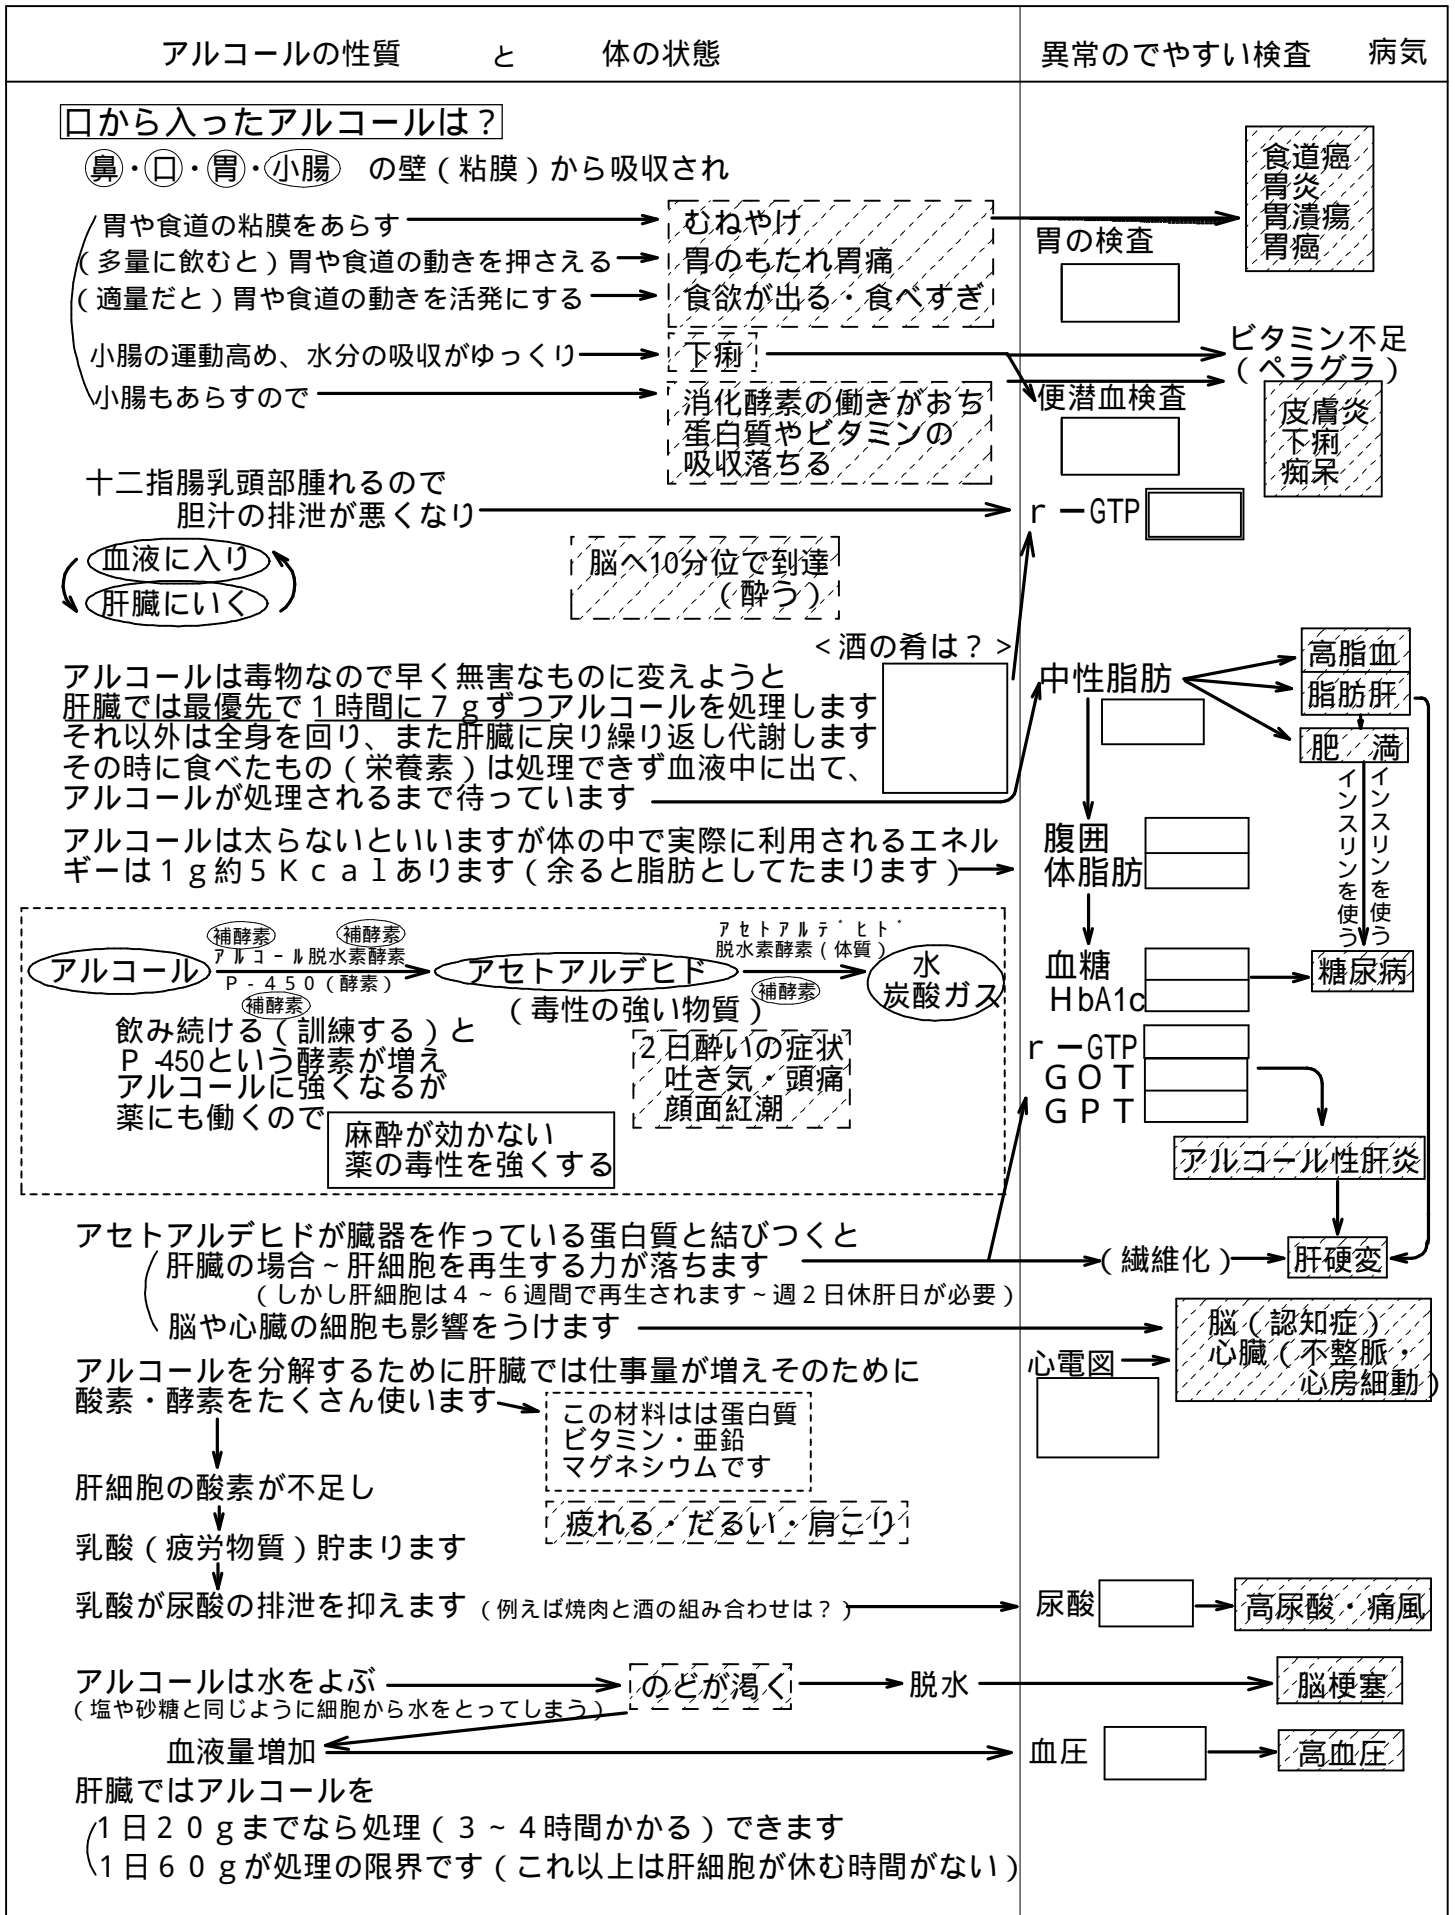 アルコールの性質　　と　　体の状態
異常のでやすい検査　病気
口から入ったアルコールは？
鼻・口・胃・小腸　の壁（粘膜）から吸収され
胃や食道の粘膜をあらす
（多量に飲むと）胃や食道の動きを押さえる
（適量だと）胃や食道の動きを活発にする
むねやけ
胃のもたれ胃痛
食欲が出る・食べすぎ
胃の検査
食道癌
胃炎
胃潰瘍
胃癌
小腸の運動高め、水分の吸収がゆっくり
下痢
小腸もあらすので
消化酵素の働きがおち
蛋白質やビタミンの
吸収落ちる
便潜血検査
ビタミン不足
（ペラグラ）
皮膚炎
下痢
痴呆
十二指腸乳頭部腫れるので
胆汁の排泄が悪くなり
ｒーGTP
血液に入り
肝臓にいく
脳へ10分位で到達
（酔う）
<酒の肴は？>
アルコールは毒物なので早く無害なものに変えようと
肝臓では最優先で１時間に７ｇずつアルコールを処理します
それ以外は全身を回り、また肝臓に戻り繰り返し代謝します
その時に食べたもの（栄養素）は処理できず血液中に出て、
アルコールが処理されるまで待っています
中性脂肪
高脂血
脂肪肝
肥　満
インスリンを使う
インスリンを使う
アルコールは太らないといいますが体の中で実際に利用されるエネル
ギーは１ｇ約５Ｋｃａｌあります（余ると脂肪としてたまります）
腹囲
体脂肪
血糖
ＨbA1c
糖尿病
補酵素
補酵素
アルコール脱水素酵素
アルコール
Ｐ-４５０（酵素）
補酵素
アセトアルデヒド
（毒性の強い物質）
アセトアルデヒド
脱水素酵素（体質）
補酵素
水
炭酸ガス
飲み続ける（訓練する）と
Ｐ-450という酵素が増え
アルコールに強くなるが
薬にも働くので
麻酔が効かない
薬の毒性を強くする
２日酔いの症状
吐き気・頭痛
顔面紅潮
ｒーGTP
ＧＯＴ
ＧＰＴ
アルコール性肝炎
アセトアルデヒドが臓器を作っている蛋白質と結びつくと
肝臓の場合~肝細胞を再生する力が落ちます
（繊維化）
肝硬変
（しかし肝細胞は４~６週間で再生されます~週２日休肝日が必要）
脳や心臓の細胞も影響をうけます
脳（認知症）
心臓（不整脈・
心房細動）
心電図
アルコールを分解するために肝臓では仕事量が増えそのために
酸素・酵素をたくさん使います
この材料はは蛋白質
ビタミン・亜鉛
マグネシウムです
肝細胞の酸素が不足し
疲れる・だるい・肩こり
乳酸（疲労物質）貯まります
乳酸が尿酸の排泄を抑えます（例えば焼肉と酒の組み合わせは？）
尿酸
高尿酸・痛風
アルコールは水をよぶ
（塩や砂糖と同じように細胞から水をとってしまう）
のどが渇く
脱水
脳梗塞
血液量増加
血圧
高血圧
肝臓ではアルコールを
１日２０ｇまでなら処理（３~４時間かかる）できます
１日６０ｇが処理の限界です（これ以上は肝細胞が休む時間がない）